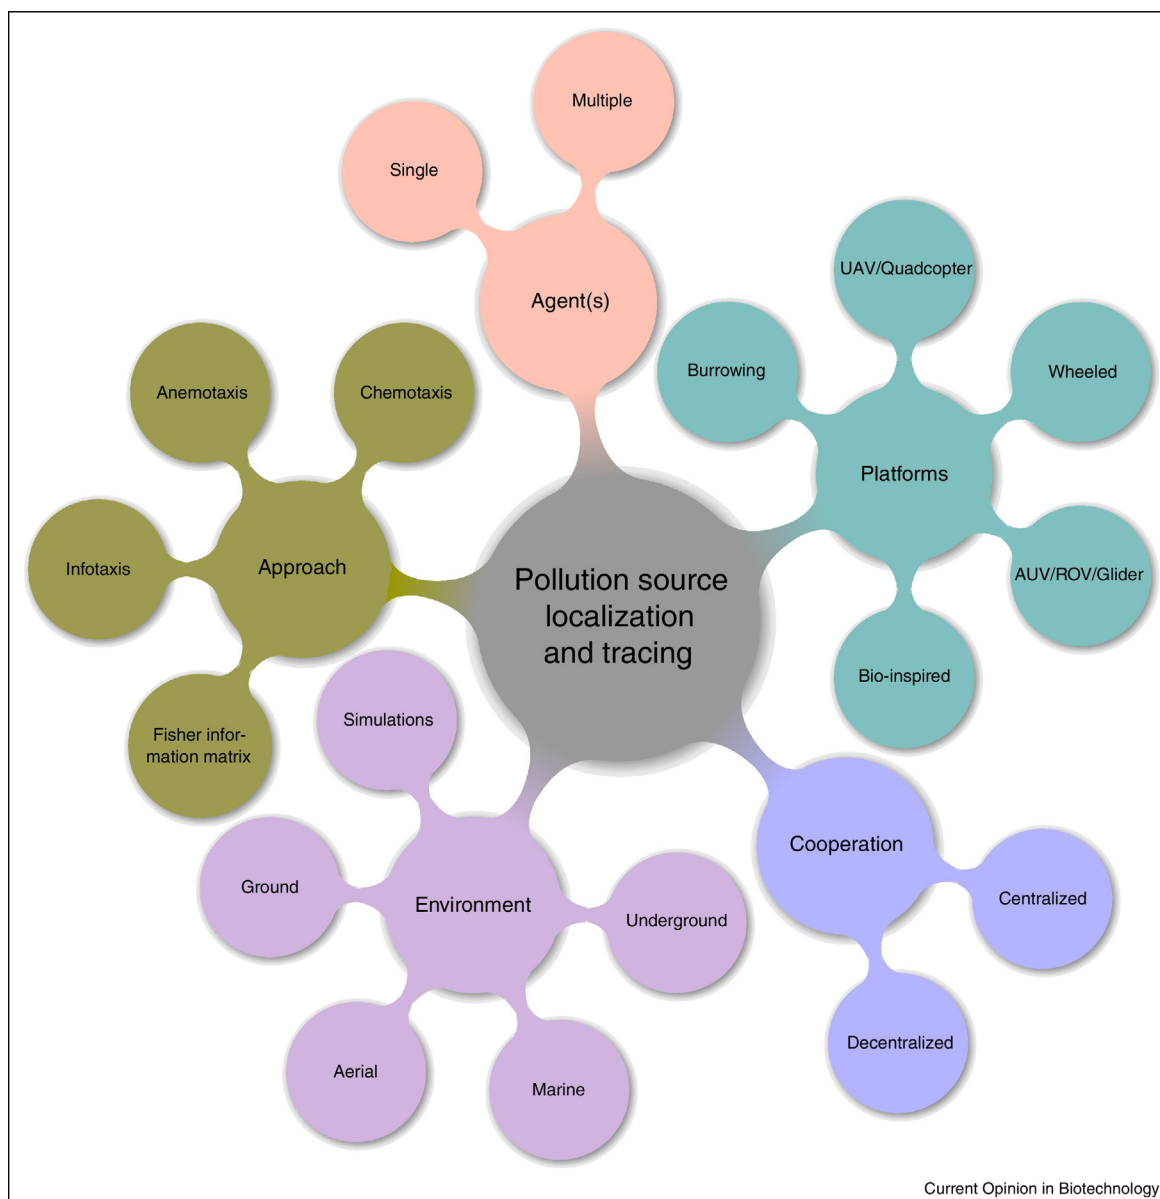 Multiple
Single
Agent(s)
UAV/Quadcopter
Burrowing
Wheeled
Platforms
AUV/ROV/Glider
Bio-inspired
Anemotaxis
Chemotaxis
Infotaxis
Approach
Fisher infor-
mation matrix
Pollution source
localization
and tracing
Simulations
Ground
Environment
Underground
Aerial
Marine
Cooperation
Centralized
Decentralized
Current Opinion in Biotechnology